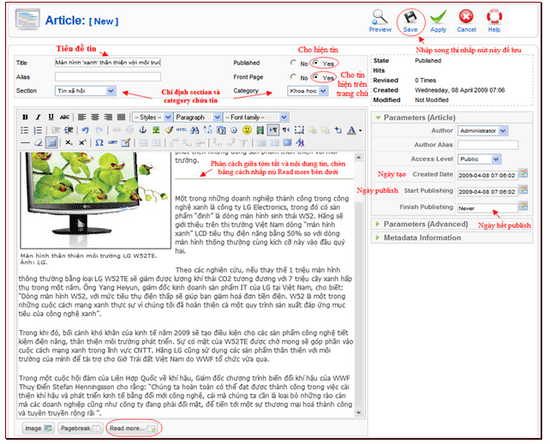 Article: [ New ]
Preview
Save
Apply
Cancel
Help
Tiêu đề tin
Cho hiện tin
Nhập xong thì nhấp nút này để lưu
Title
Màn hình 'xanh' thân thiện với môi trườ
Published
No
Yes
Alias
Front Page
No
Yes
Cho tin hiện trên trang chủ
Section
Tin xã hội
Chỉ định section và category chứa tin
Category
Khoa học
State
Published
Hits
Revised
0 Times
Created
Wednesday, 08 April 2009 07:06
Modified
Not Modified
Parameters (Article)
Author
Administrator
Author Alias
Access Level
Public
Ngày tạo
Created Date
2009-04-08 07:06:02
Ngày publish
Start Publishing
2009-04-08 07:06:02
Finish Publishing
Never
Ngày hết publish
Parameters (Advanced)
Metadata Information
-- Styles --
Paragraph
-- Font family --
trường.
Phân cách giữa tóm tắt và nội dung tin, chèn
bằng cách nhấp nú Read more bên dưới
Một trong những doanh nghiệp thành công trong công
nghệ xanh là công ty LG Electronics, trong đó có sản
phẩm "đinh" là dòng màn hình sinh thái W52. Hãng sẽ
giới thiệu trên thị trường Việt Nam dòng "màn hình
xanh" LCD tiêu thụ điện năng bằng 50% so với dòng
màn hình thông thường cùng kích cỡ này vào đầu quý
hai.
Màn hình thân thiện môi trường W52TE.
Ảnh: LG.
Theo các nghiên cứu, nếu thay thế 1 triệu màn hình
thông thường bằng loại LG W52TE sẽ giảm được lượng khí thải CO2 tương đương với 7 triệu cây xanh hấp
thụ trong một năm. Ông Yang Heiyun, giám đốc kinh doanh sản phẩm IT của LG tại Việt Nam, cho biết:
"Dòng màn hình W52, với mức tiêu thụ điện thấp sẽ giúp bạn giảm hoá đơn tiền điện. W52 là một trong
những cuộc cách mạng xanh thực sự vì chúng tôi đã hoàn thiện cả một quy trình sản xuất đáp ứng mục
tiêu của công nghệ xanh".
Trong khi đó, bối cảnh khó khăn của kinh tế năm 2009 sẽ tạo điều kiện cho các sản phẩm công nghệ tiết
kiệm điện năng, thân thiện môi trường phát triển. Sự có mặt của W52TE được chờ mong sẽ góp phần vào
cuộc cách mạng xanh trong lĩnh vực CNTT. Hãng LG cũng sử dụng các sản phẩm thân thiện với môi
trường của mình để tài trợ cho Giờ Trái đất Việt Nam do WWF tổ chức vừa qua.
Trong một cuộc hội đàm của Liên Hợp Quốc về khí hậu, Giám đốc chương trình biến đổi khí hậu của WWF
Thuỵ Điển Stefan Henningsson cho rằng: "Chúng ta hoàn toàn có thể đạt được thành công trong việc cải
thiện khí hậu và phát triển kinh tế bằng đổi mới công nghệ, cái mà chúng ta cần là loại bỏ những rào cản
mà các doanh nghiệp cũng như công ty đang phải đối mặt, để tiến tới một sự thương mại hoá thành công
và tuyên truyền rộng rãi ".
Image
Pagebreak
Read more...